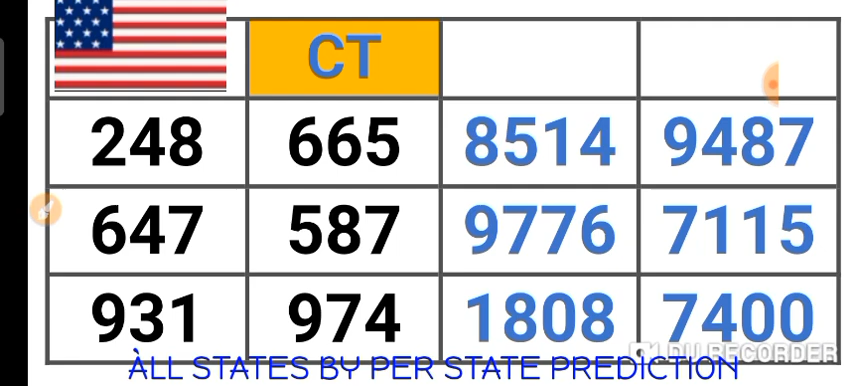 CT
248 665 8514 9487
647 587 9776 7115
931 974 1808 7400
DU RECORDER
ÀLL STATES BY PER STATE PREDICTION